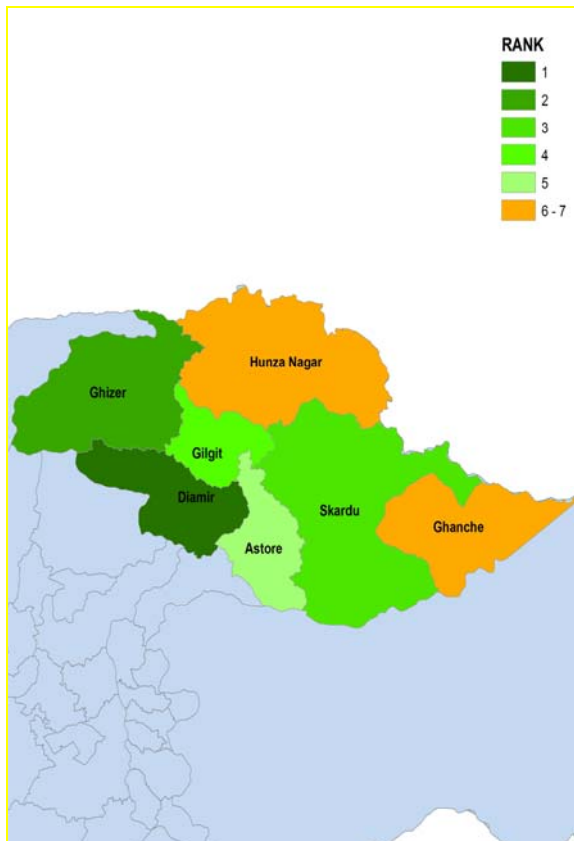 RANK
1
2
3
4
5
6 - 7
Hunza Nagar
Ghizer
Gilgit
Diamir
Skardu
Ghanche
Astore